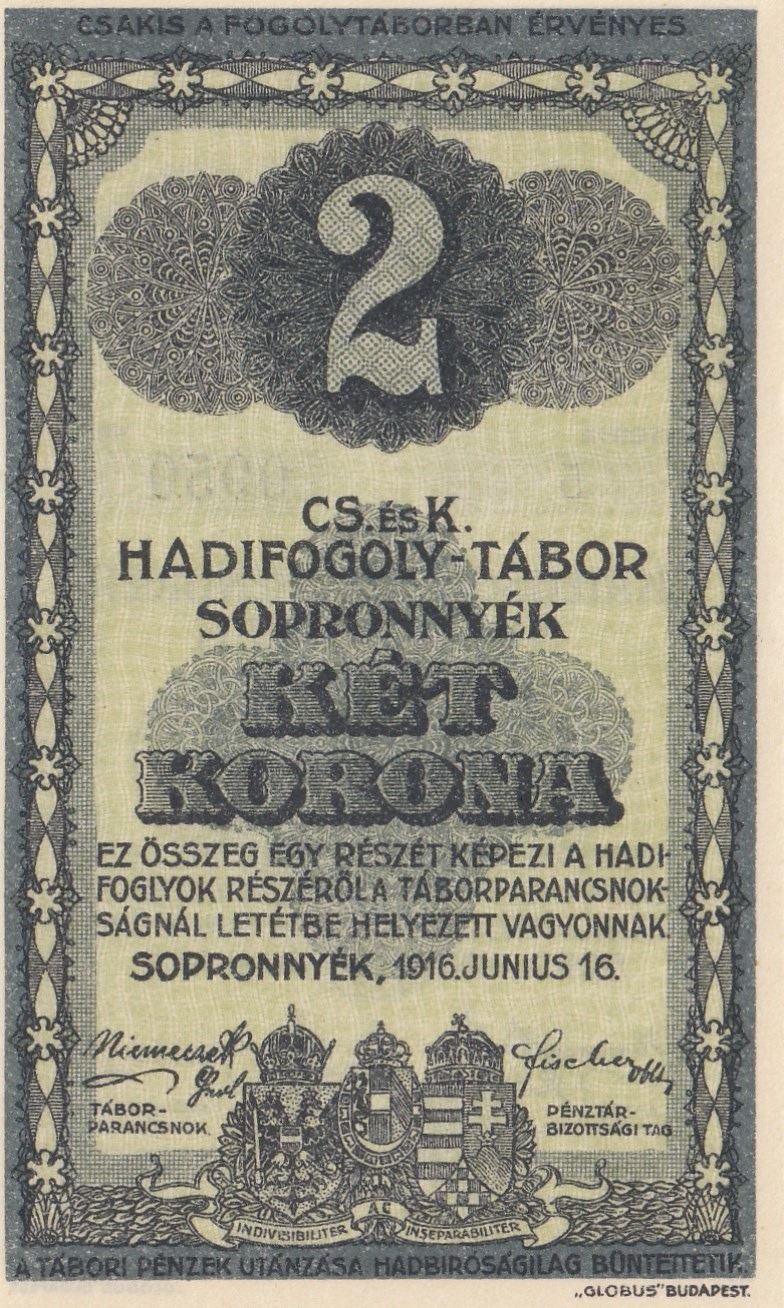 CSAKIS A FOGOLYTÁBORBAN ÉRVÉNYES
2
CS. ÉS K.
HADIFOGOLY-TÁBOR
SOPRONNYÉK
KÉT
KORONA
EZ ÖSSZEG EGY RÉSZÉT KÉPEZI A HADI-
FOGLYOK RÉSZÉRŐL A TÁBORPARANCSNOK-
SÁGNÁL LETÉTBE HELYEZETT VAGYONNAK.
SOPRONNYÉK, 1916. JUNIUS 16.
TÁBOR-
PARANCSNOK.
PÉNZTÁR-
BIZOTTSÁGI TAG
INDIVISIBILITER AC INSEPARABILITER
A TÁBORI PÉNZEK UTÁNZÁSA HADBIRÓSÁGILAG BÜNTETTETIK.
„GLOBUS" BUDAPEST.